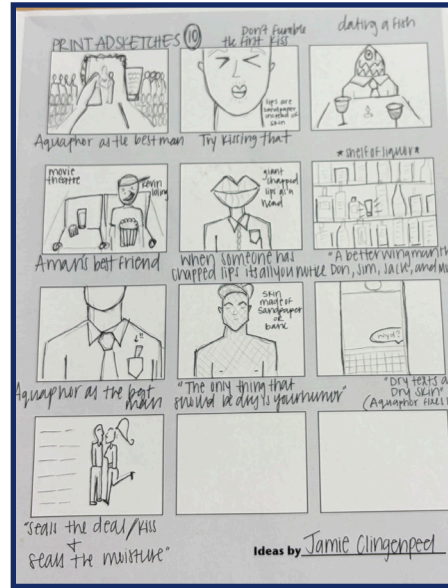 PRINT AD SKETCHES 10
Don't fumble
the first kiss
dating a fish
lips are
sandpaper
instead of
skin
Aquaphor as the best man
Try kissing that
movie
theatre
giant
chapped
lips as a
head
*shelf of liquor*
A man's best friend
when someone has
chapped lips its all you notice
"A better wingman th
Don, Jim, Jack, and
Aquaphor as the best
man
skin
made of
sandpaper
or
"The only thing that
should be dry is your humor"
wyd?
"Dry texts
Dry skin"
(Aquaphor fixes
"seals the deal/kiss
+
seals the moisture"
Ideas by Jamie Clingenpeel